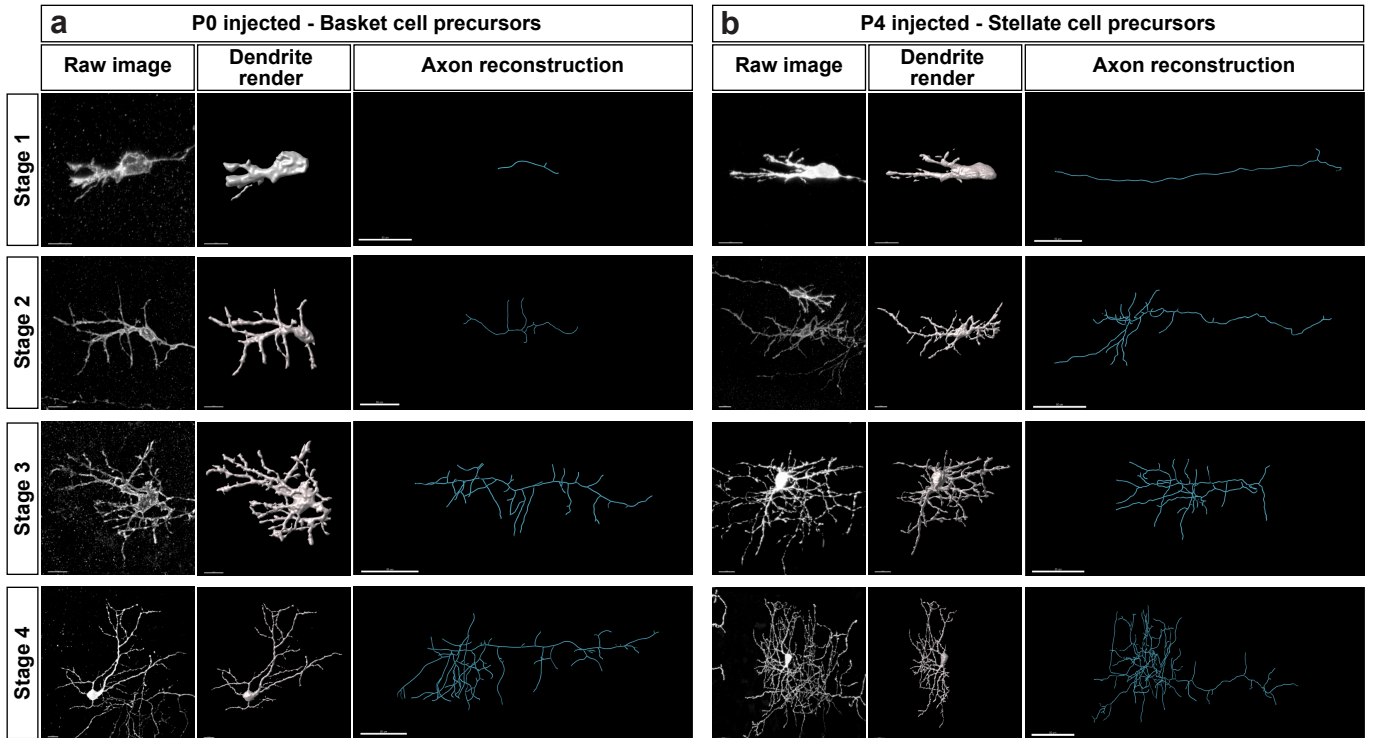 a P0 injected - Basket cell precursors
b P4 injected - Stellate cell precursors
Raw image
Dendrite
render
Axon reconstruction
Raw image
Dendrite
render
Axon reconstruction
Stage 1
Stage 2
Stage 3
Stage 4